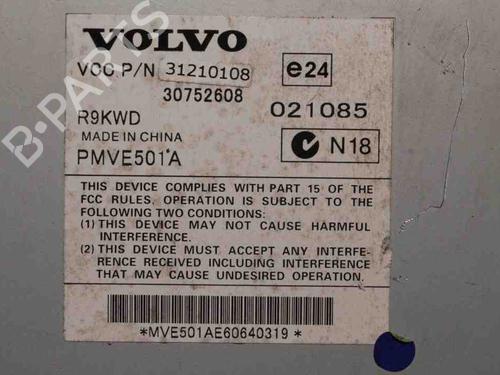 VOLVO
VCC P/N 31210108
e24
30752608
021085
R9KWD
MADE IN CHINA
N18
PMVE501*A
THIS DEVICE COMPLIES WITH PART 15 OF THE
FCC RULES, OPERATION IS SUBJECT TO THE
FOLLOWING TWO CONDITIONS:
(1) THIS DEVICE MAY NOT CAUSE HARMFUL
INTERFERENCE.
(2) THIS DEVICE MUST ACCEPT ANY INTERFE-
RENCE RECEIVED INCLUDING INTERFERENCE
THAT MAY CAUSE UNDESIRED OPERATION.
*MVE501AE60640319*
B-PARTS